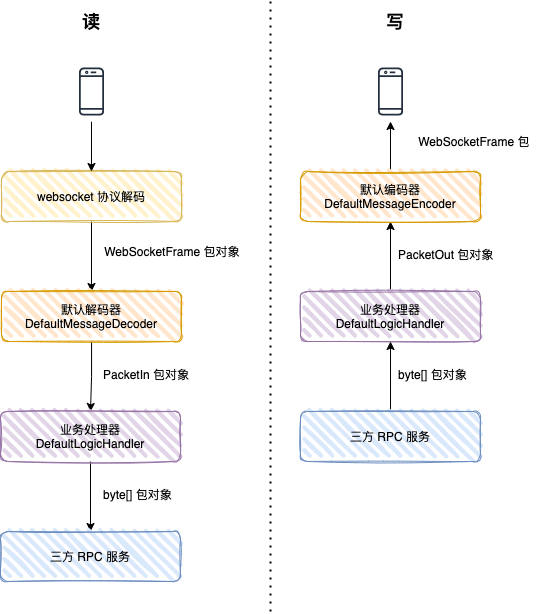 读
websocket 协议解码
WebSocketFrame 包对象
默认解码器
DefaultMessageDecoder
PacketIn 包对象
业务处理器
DefaultLogicHandler
byte[] 包对象
三方 RPC 服务
写
WebSocketFrame 包
默认编码器
DefaultMessageEncoder
PacketOut 包对象
业务处理器
DefaultLogicHandler
byte[] 包对象
三方 RPC 服务